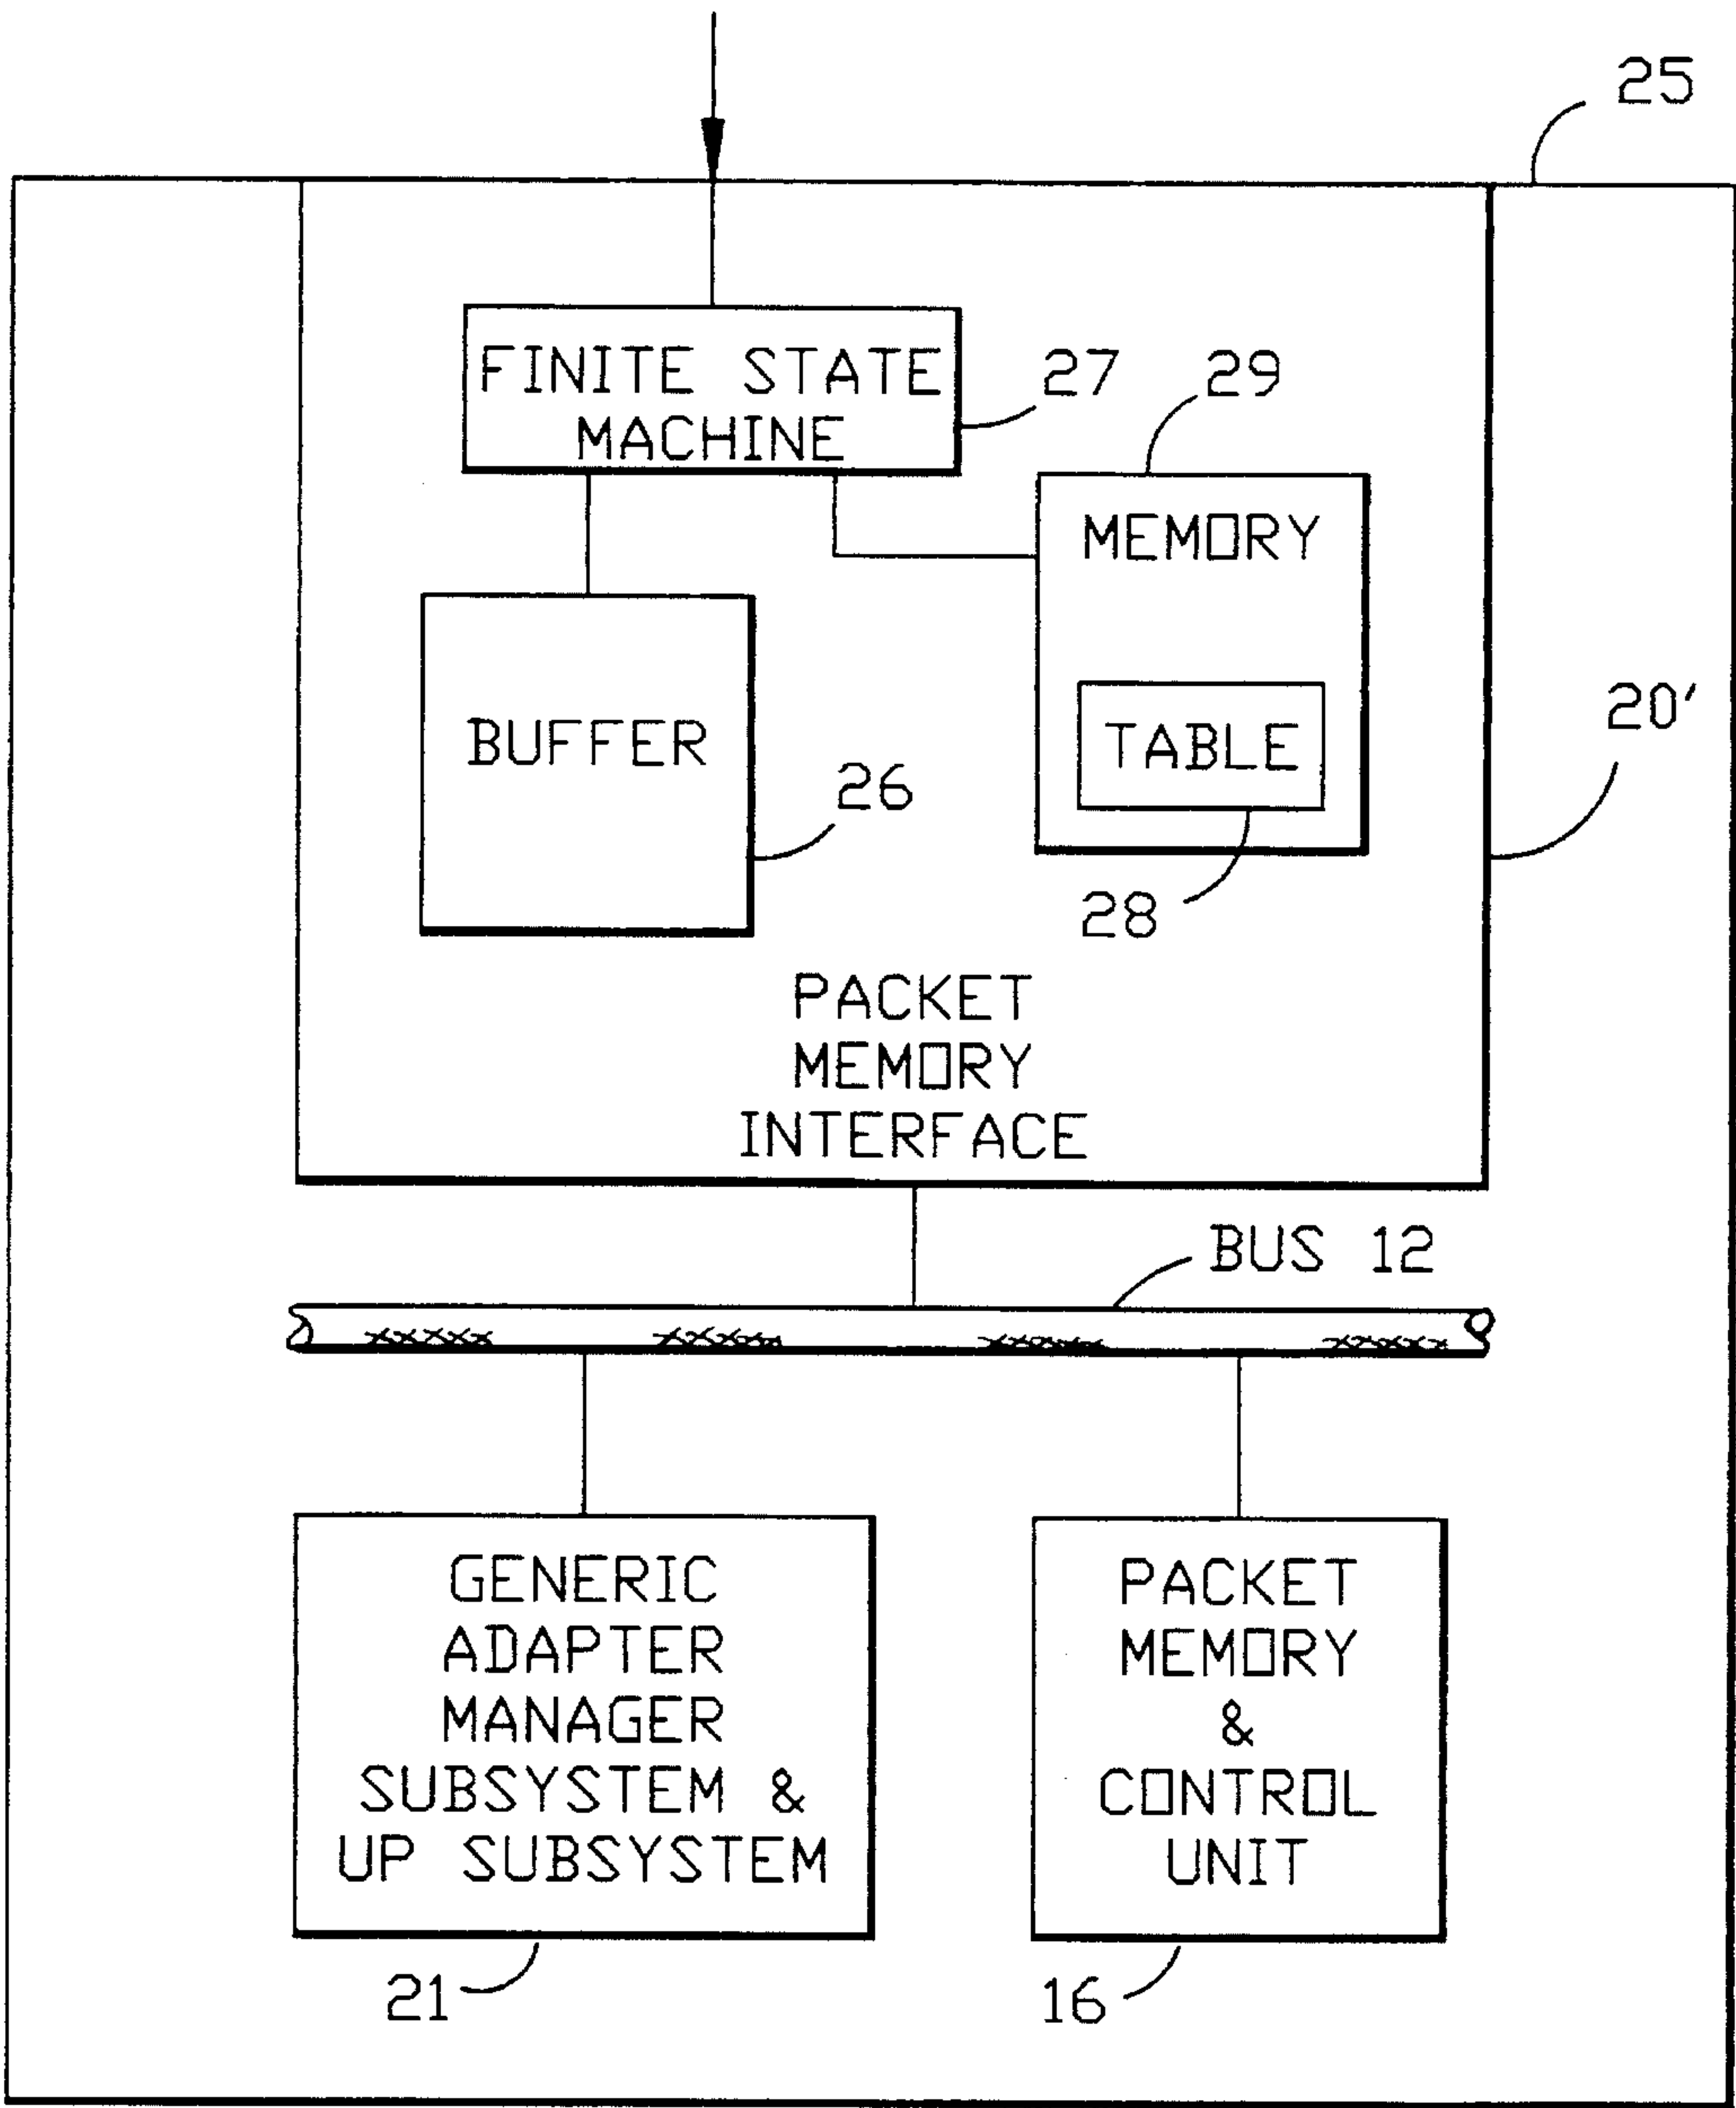 25
FINITE STATE
MACHINE
27
29
MEMORY
20'
TABLE
BUFFER
26
28
PACKET
MEMORY
INTERFACE
BUS 12
GENERIC
ADAPTER
MANAGER
SUBSYSTEM &
UP SUBSYSTEM
PACKET
MEMORY
&
CONTROL
UNIT
21
16